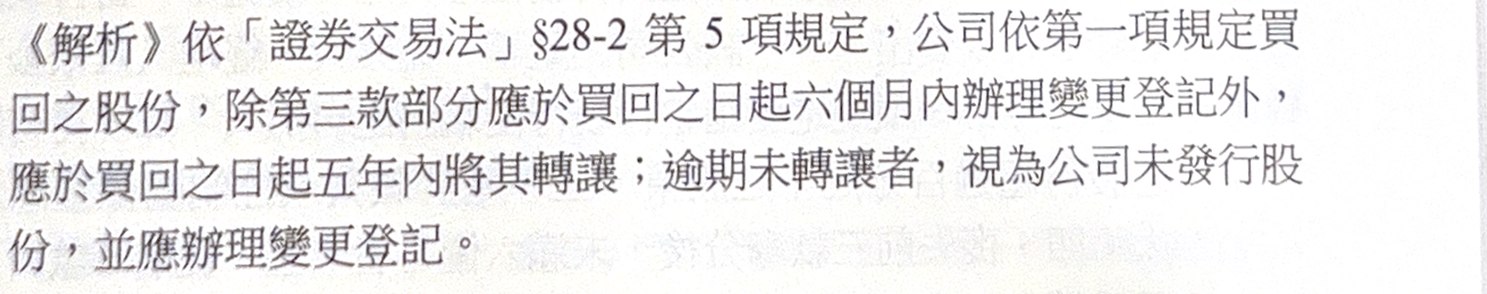 《解析》依「證券交易法」§28-2 第 5 項規定，公司依第一項規定買
回之股份，除第三款部分應於買回之日起六個月內辦理變更登記外，
應於買回之日起五年內將其轉讓；逾期未轉讓者，視為公司未發行股
份，並應辦理變更登記。